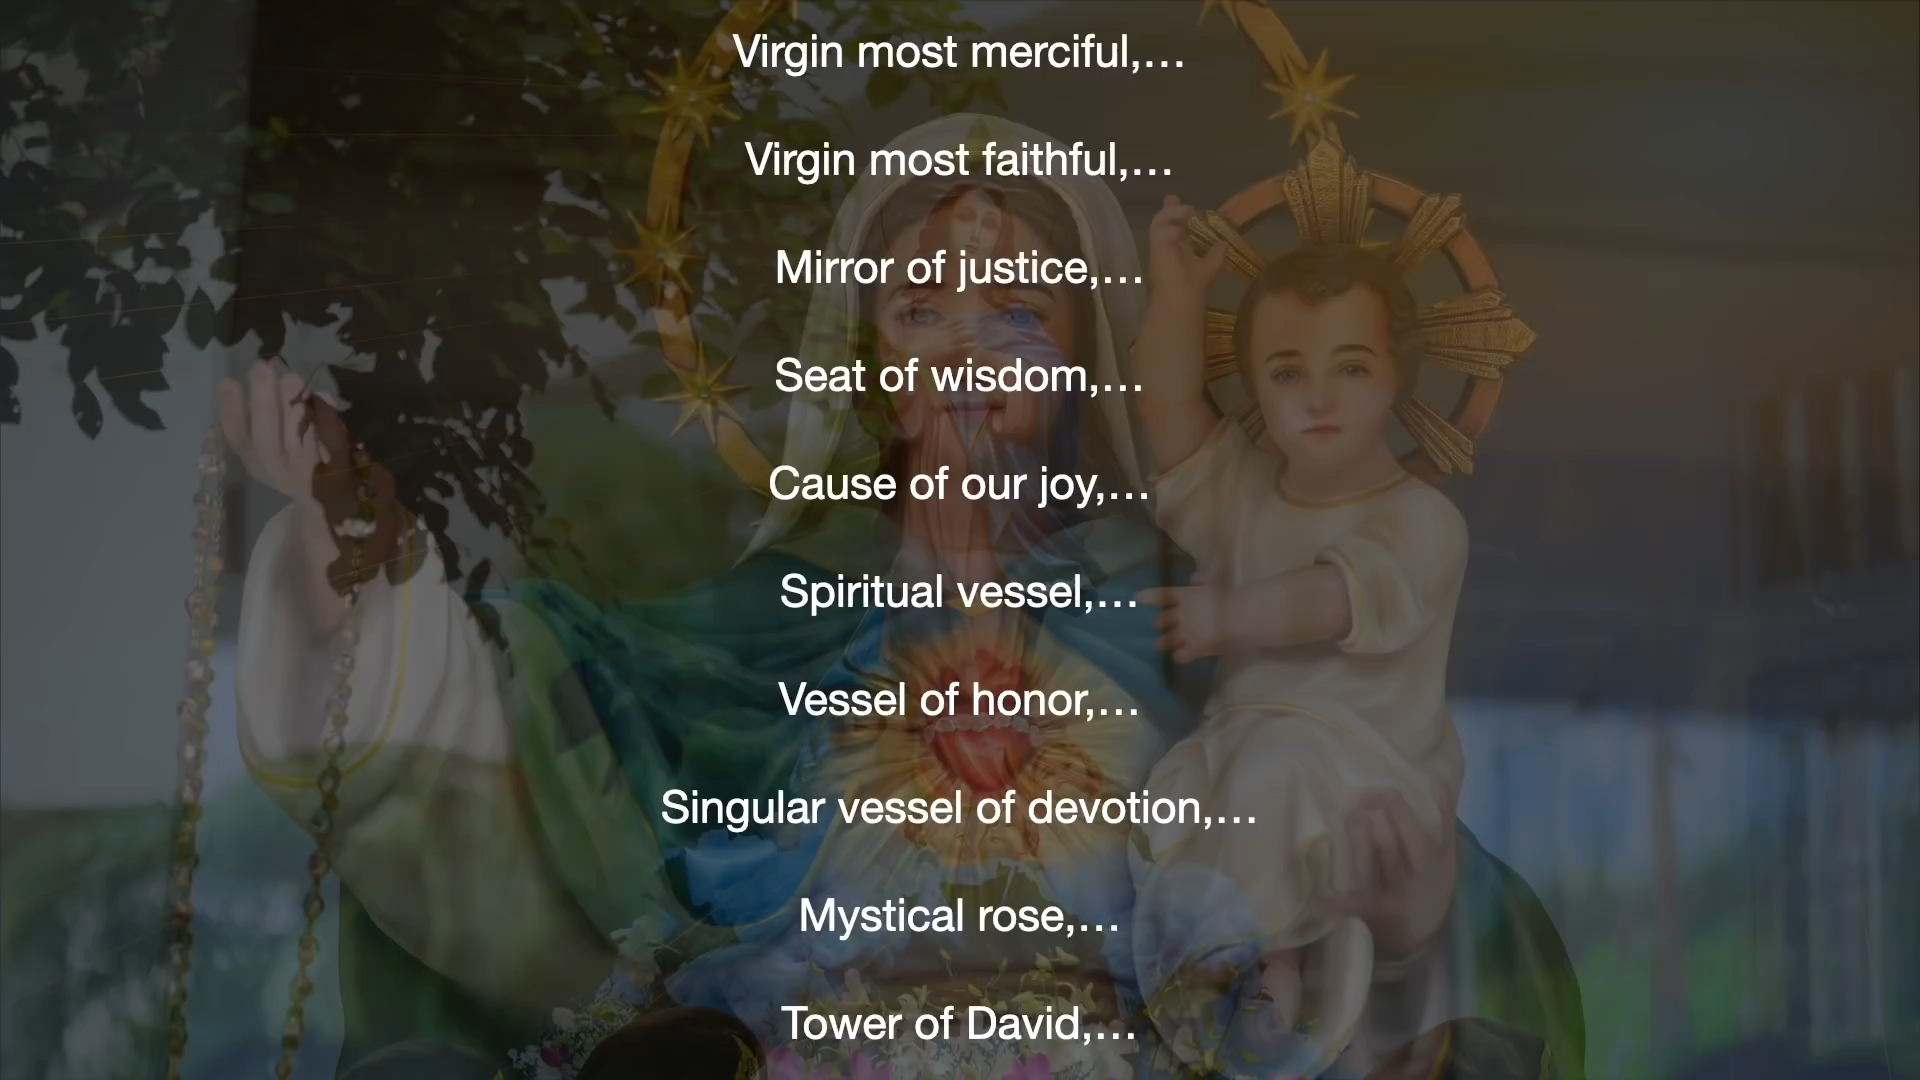 Virgin most merciful,…
Virgin most faithful,…
Mirror of justice,…
Seat of wisdom,…
Cause of our joy,…
Spiritual vessel,…
Vessel of honor,…
Singular vessel of devotion,…
Mystical rose,…
Tower of David,…